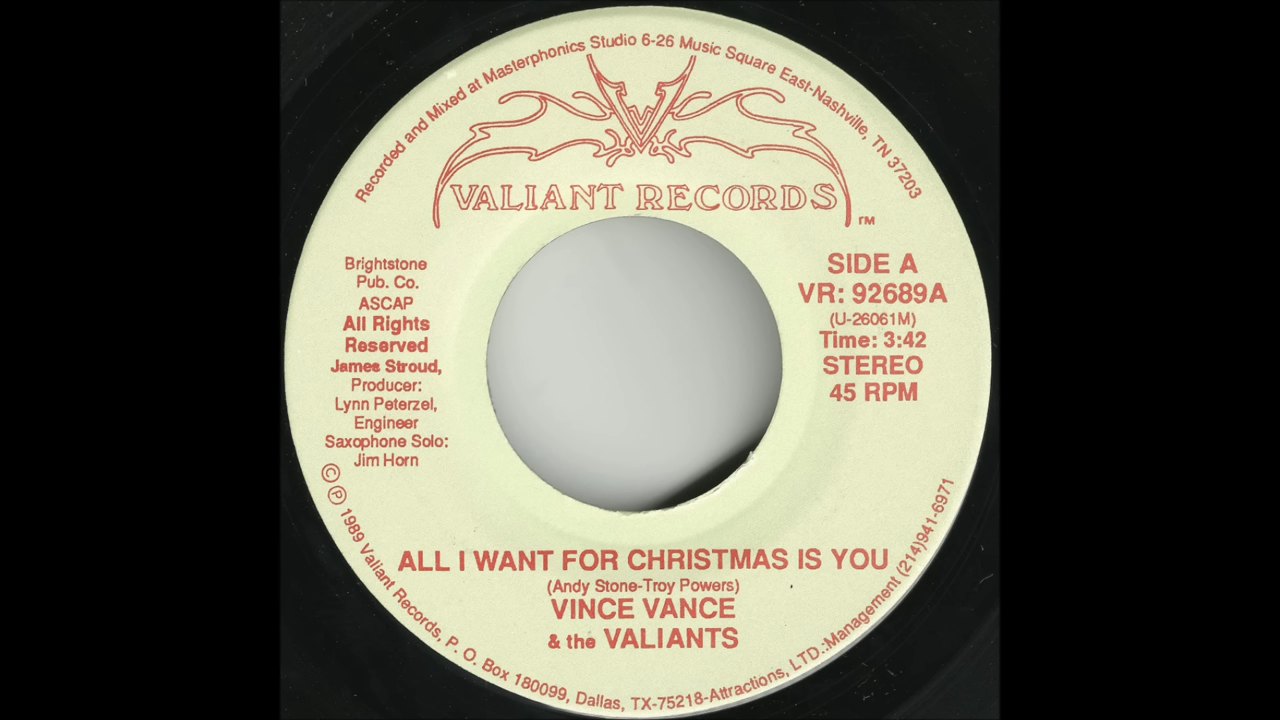 Recorded and Mixed at Masterphonics Studio 6-26 Music Square East-Nashville, TN 37203
V
VALIANT RECORDS
TM
Brightstone
Pub. Co.
ASCAP
All Rights
Reserved
James Stroud,
Producer:
Lynn Peterzel,
Engineer
Saxophone Solo:
Jim Horn
SIDE A
VR: 92689A
(U-26061M)
Time: 3:42
STEREO
45 RPM
ALL I WANT FOR CHRISTMAS IS YOU
(Andy Stone-Troy Powers)
VINCE VANCE
& the VALIANTS
© ℗ 1989 Valiant Records, P. O. Box 180099, Dallas, TX-75218-Attractions, LTD.:Management (214)941-6971